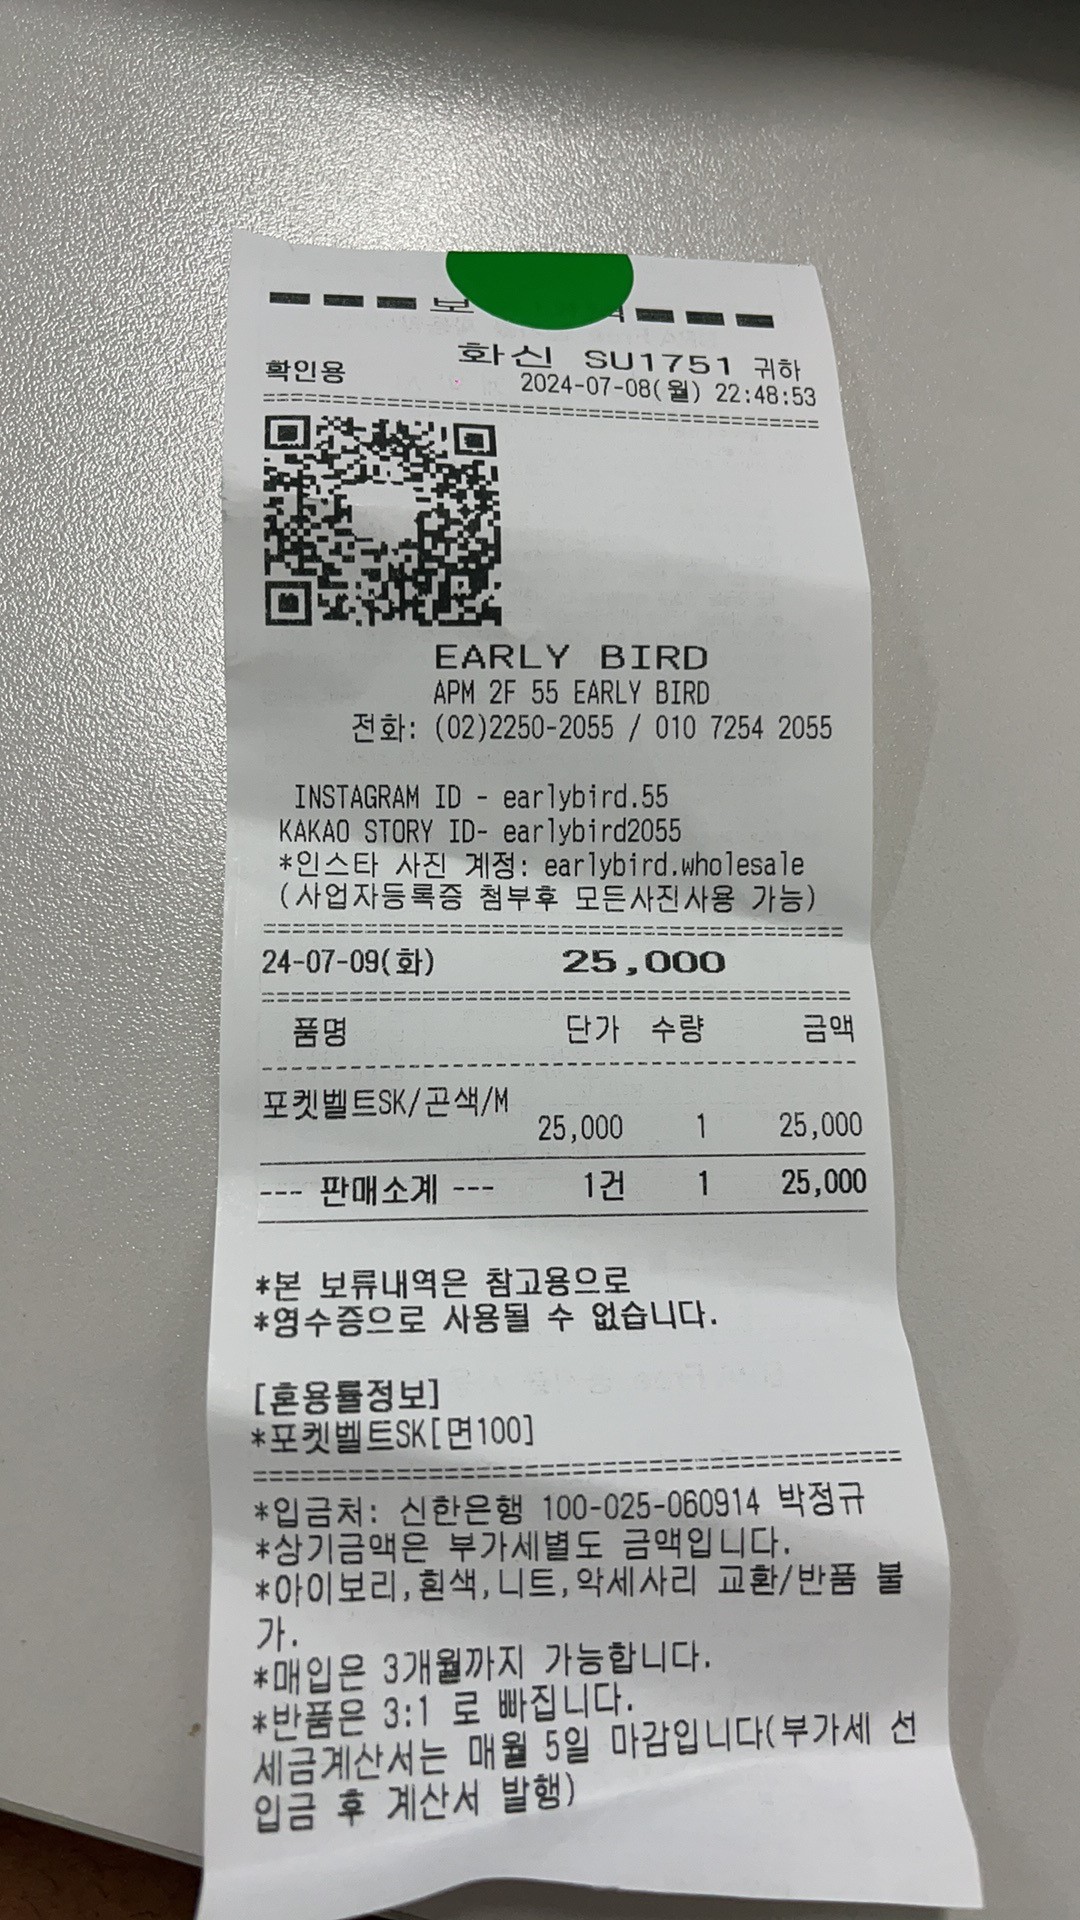 화신 SU1751 귀하
확인용 2024-07-08(월) 22:48:53
EARLY BIRD
APM 2F 55 EARLY BIRD
전화: (02)2250-2055 / 010 7254 2055
INSTAGRAM ID - earlybird.55
KAKAO STORY ID- earlybird2055
*인스타 사진 계정: earlybird.wholesale
(사업자등록증 첨부후 모든사진사용 가능)
24-07-09(화) 25,000
품명 단가 수량 금액
포켓벨트SK/곤색/M
25,000 1 25,000
--- 판매소계 --- 1건 1 25,000
*본 보류내역은 참고용으로
*영수증으로 사용될 수 없습니다.
[혼용률정보]
*포켓벨트SK[면100]
*입금처: 신한은행 100-025-060914 박정규
*상기금액은 부가세별도 금액입니다.
*아이보리,흰색,니트,악세사리 교환/반품 불
가.
*매입은 3개월까지 가능합니다.
*반품은 3:1 로 빠집니다.
세금계산서는 매월 5일 마감입니다(부가세 선
입금 후 계산서 발행)